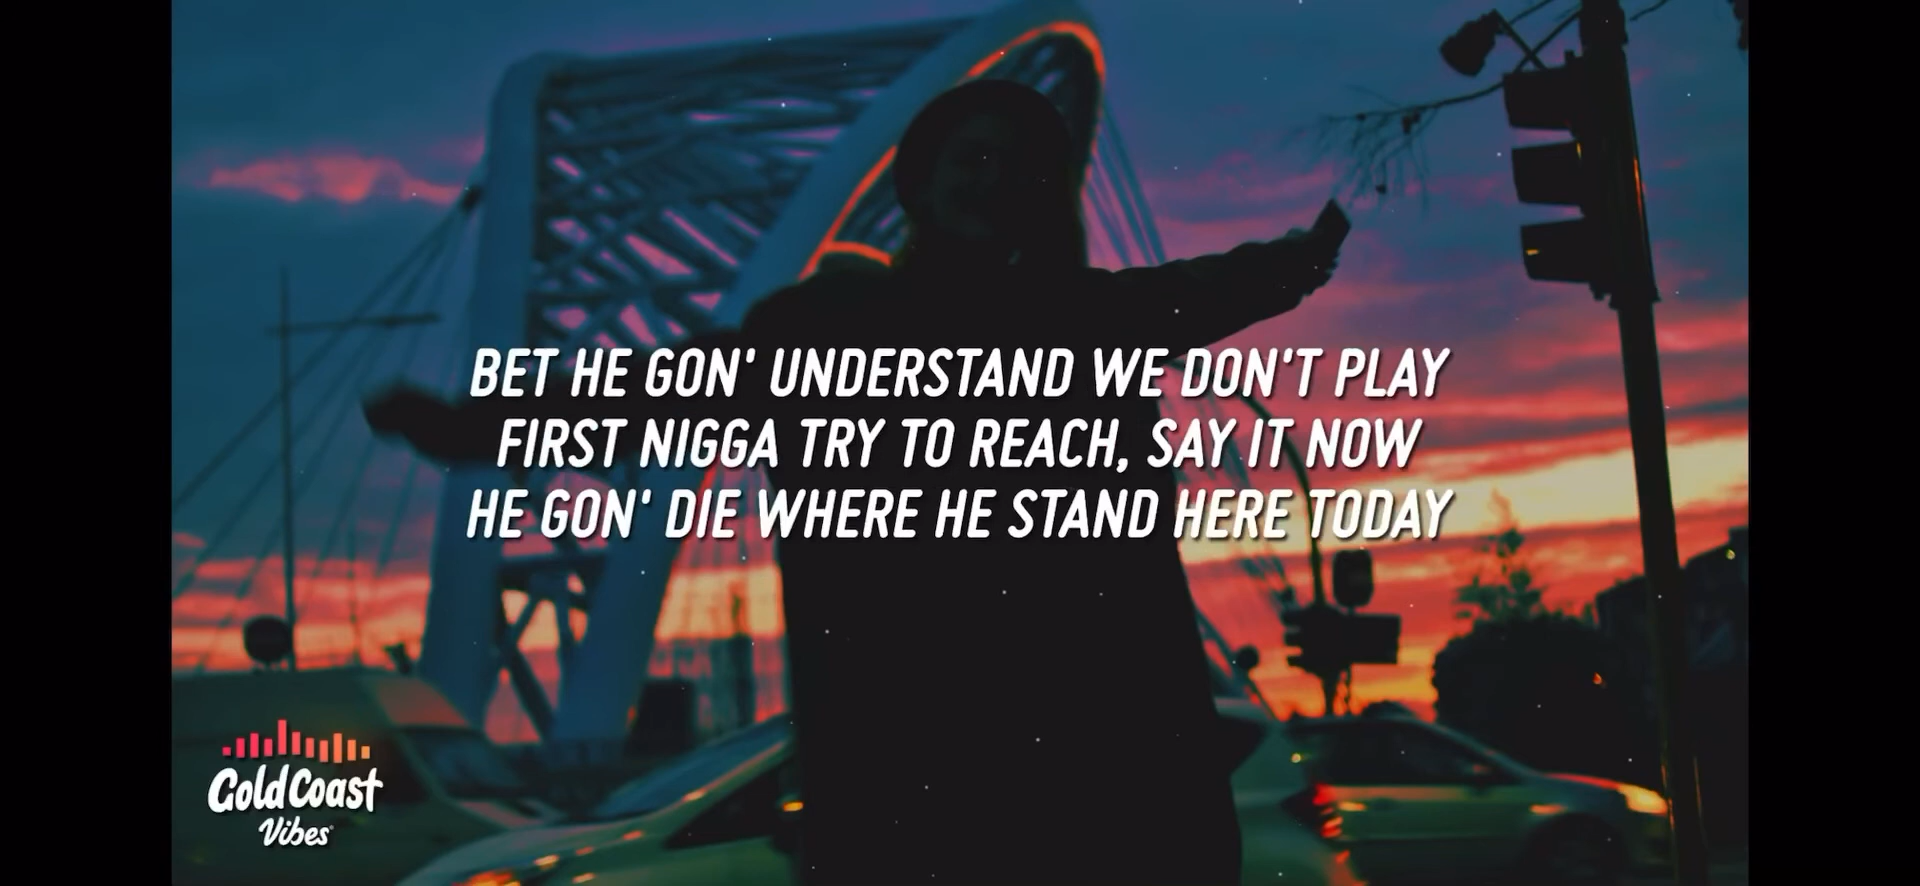 BET HE GON' UNDERSTAND WE DON'T PLAY
FIRST NIGGA TRY TO REACH, SAY IT NOW
HE GON' DIE WHERE HE STAND HERE TODAY
Gold Coast
Vibes